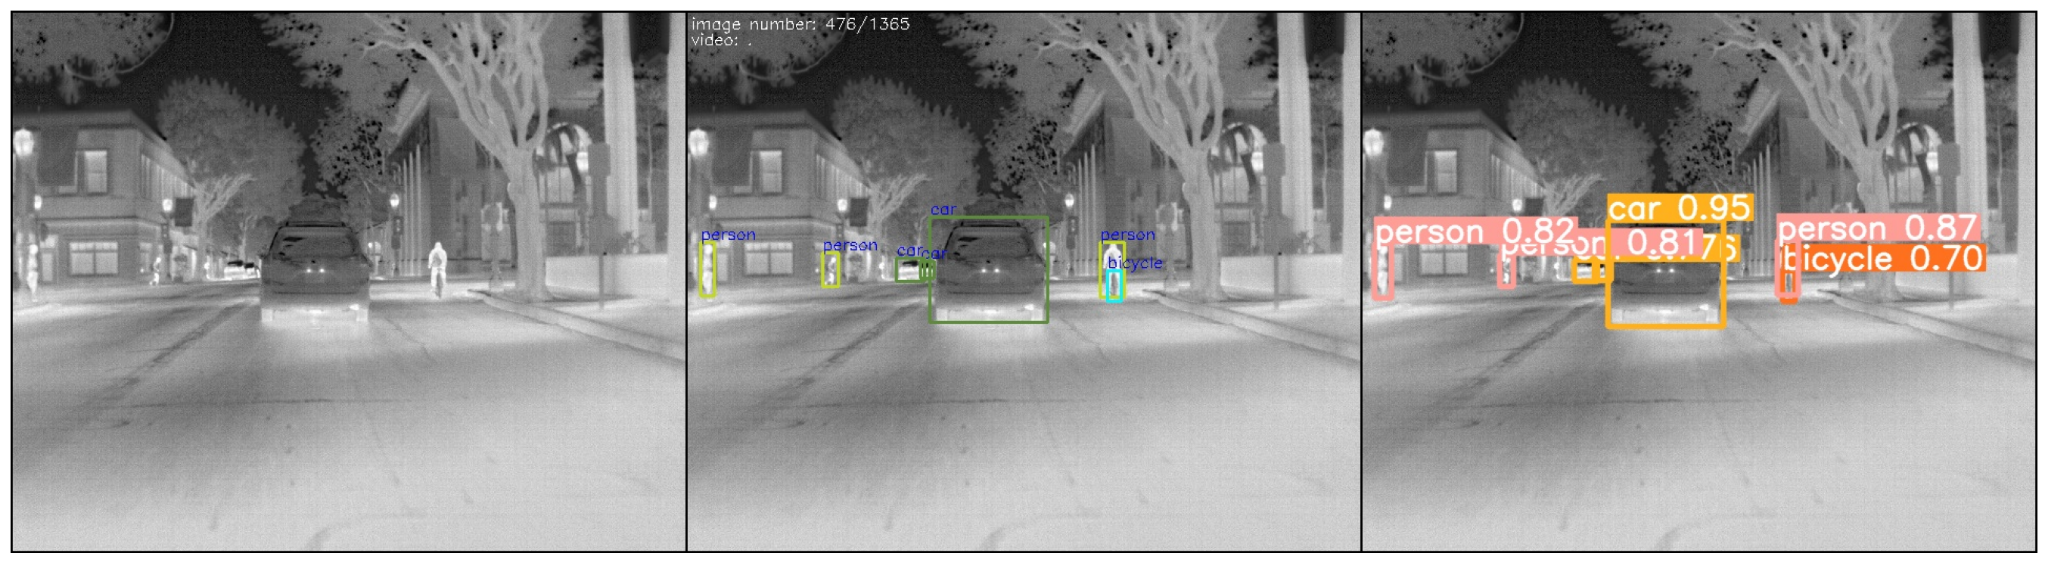 image number: 476/1365
video: .
car
person
person
car
car
person
bicycle
car 0.95
person 0.82
person 0.81
76
person 0.87
bicycle 0.70